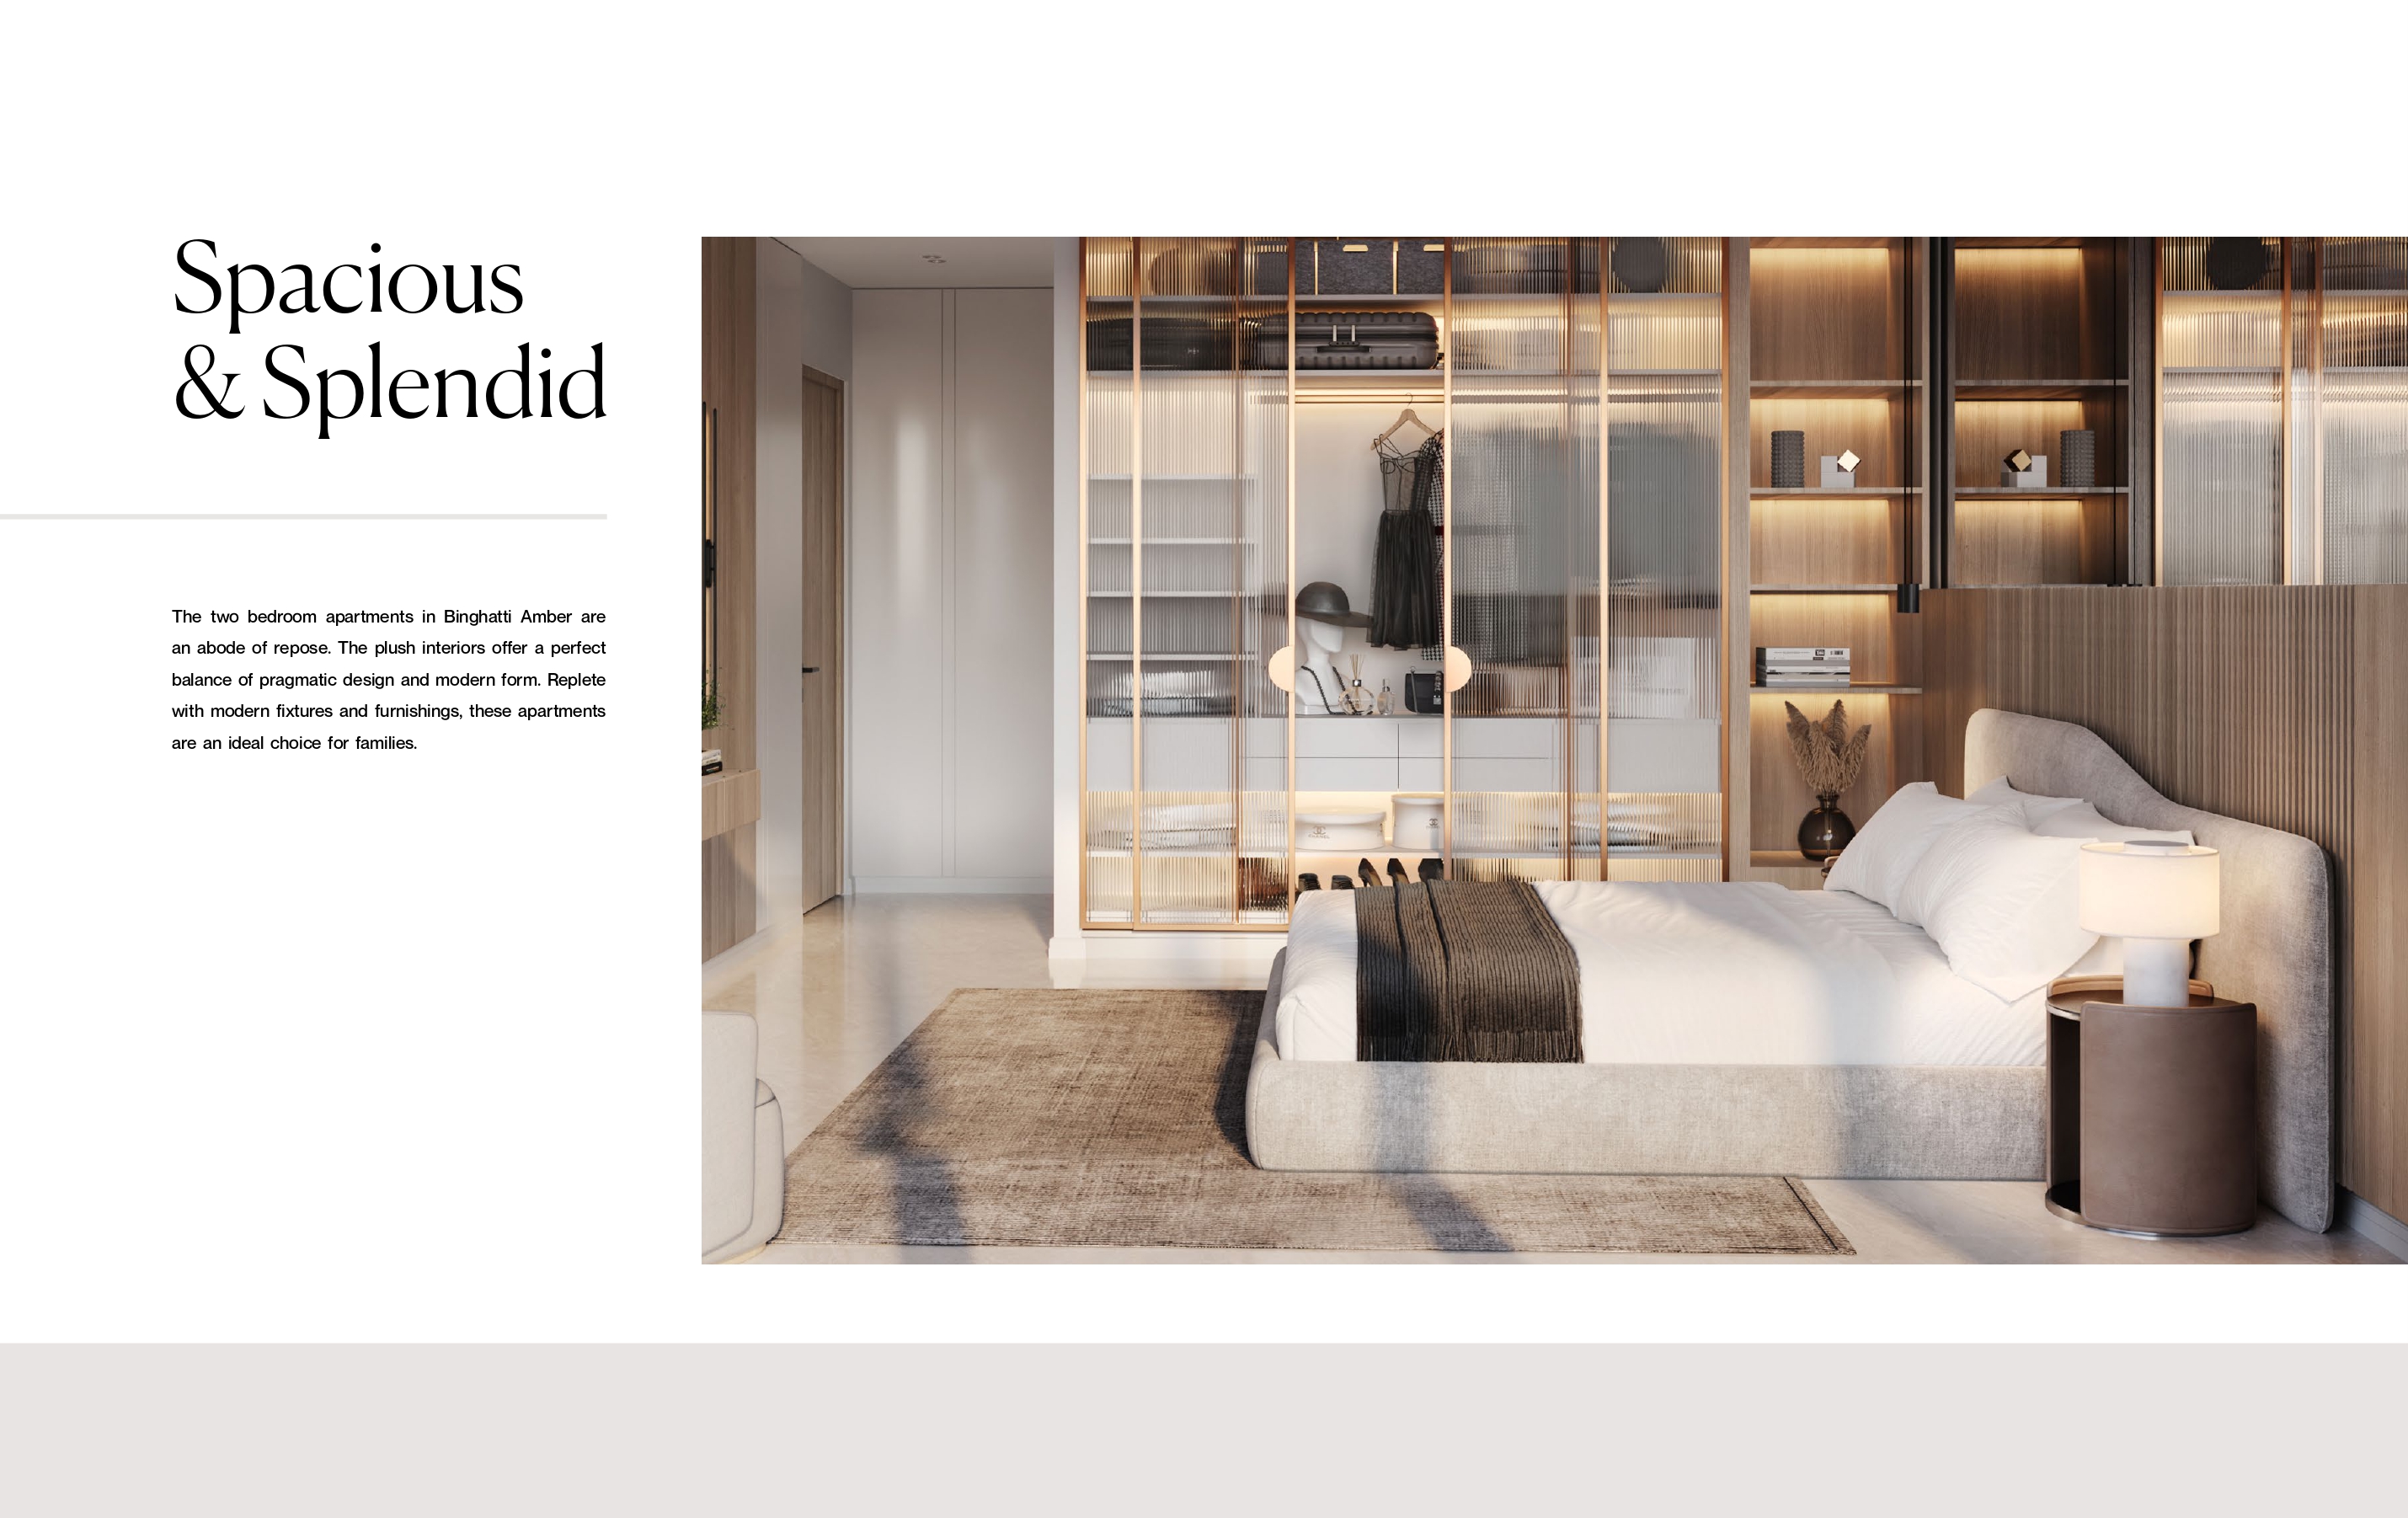 Spacious
& Splendid
The two bedroom apartments in Binghatti Amber are
an abode of repose. The plush interiors offer a perfect
balance of pragmatic design and modern form. Replete
with modern fixtures and furnishings, these apartments
are an ideal choice for families.
CHANEL